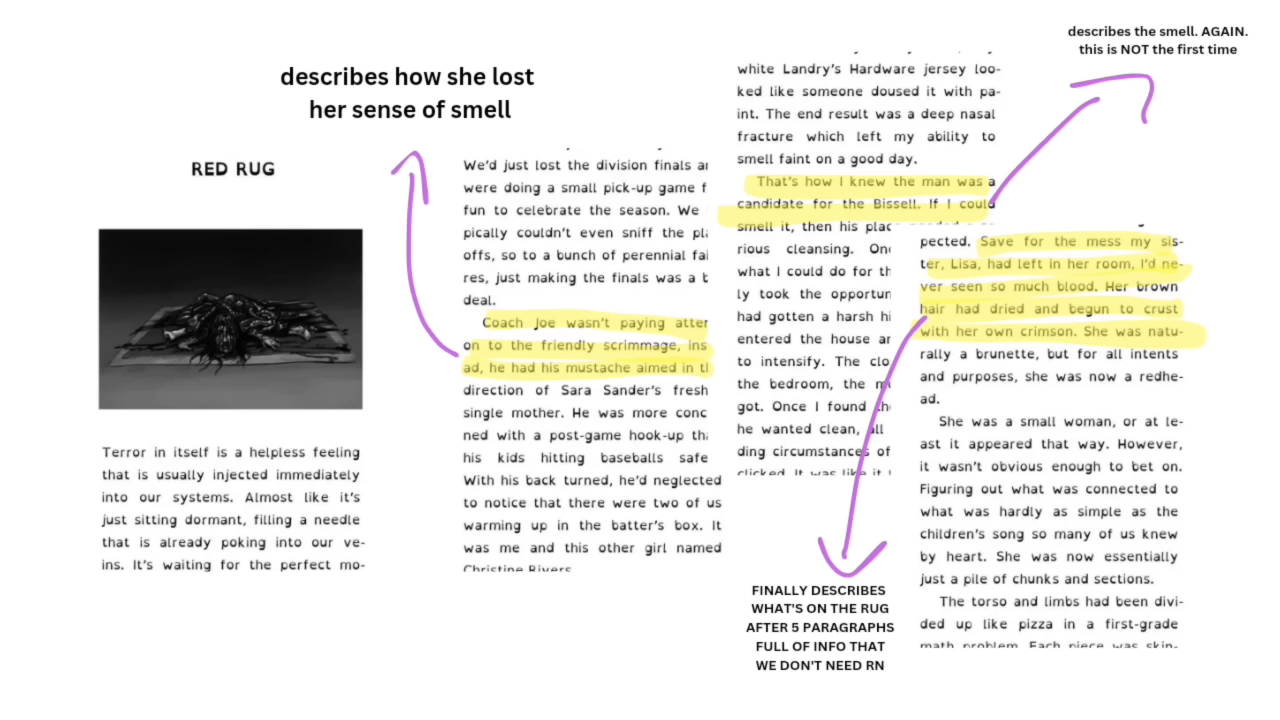 describes how she lost
her sense of smell
RED RUG
Terror in itself is a helpless feeling
that is usually injected immediately
into our systems. Almost like it's
just sitting dormant, filling a needle
that is already poking into our ve-
ins. It's waiting for the perfect mo-
We'd just lost the division finals
were doing a small pick-up game
fun to celebrate the season. We
pically couldn't even sniff the
offs, so to a bunch of perennial
res, just making the finals was a
deal.
Coach Joe wasn't paying
on to the friendly scrimmage,
ad, he had his mustache aimed in
direction of Sara Sander's fresh
single mother. He was more
ned with a post-game hook-up
his kids hitting baseballs safe
With his back turned, he'd neglected
to notice that there were two of us
warming up in the batter's box. It
was me and this other girl named
Christine Rivers
white Landry's Hardware jersey loo-
ked like someone doused it with pa-
int. The end result was a deep nasal
fracture which left my ability to
smell faint on a good day.
That's how I knew the man was a
candidate for the Bissell. If I could
smell it, then his place
rious cleansing.
what I could do for
ly took the
had gotten a harsh
entered the house
to intensify. The
the bedroom, the
got. Once I found
he wanted clean, all
ding circumstances of
clicked. It was like it
describes the smell. AGAIN.
this is NOT the first time
pected. Save for the mess my sis-
ter, Lisa, had left in her room, I'd ne-
ver seen so much blood. Her brown
hair had dried and begun to crust
with her own crimson. She was natu-
rally a brunette, but for all intents
and purposes, she was now a redhe-
ad.
She was a small woman, or at le-
ast it appeared that way. However,
it wasn't obvious enough to bet on.
Figuring out what was connected to
what was hardly as simple as the
children's song so many of us knew
by heart. She was now essentially
just a pile of chunks and sections.
The torso and limbs had been divi-
ded up like pizza in a first-grade
math problem. Each piece was skin-
FINALLY DESCRIBES
WHAT'S ON THE RUG
AFTER 5 PARAGRAPHS
FULL OF INFO THAT
WE DON'T NEED RN